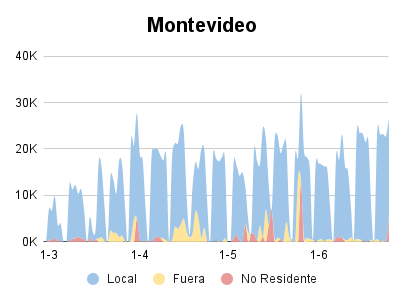 Montevideo
40K
30K
20K
10K
0K
1-3 1-4 1-5 1-6
Local Fuera No Residente